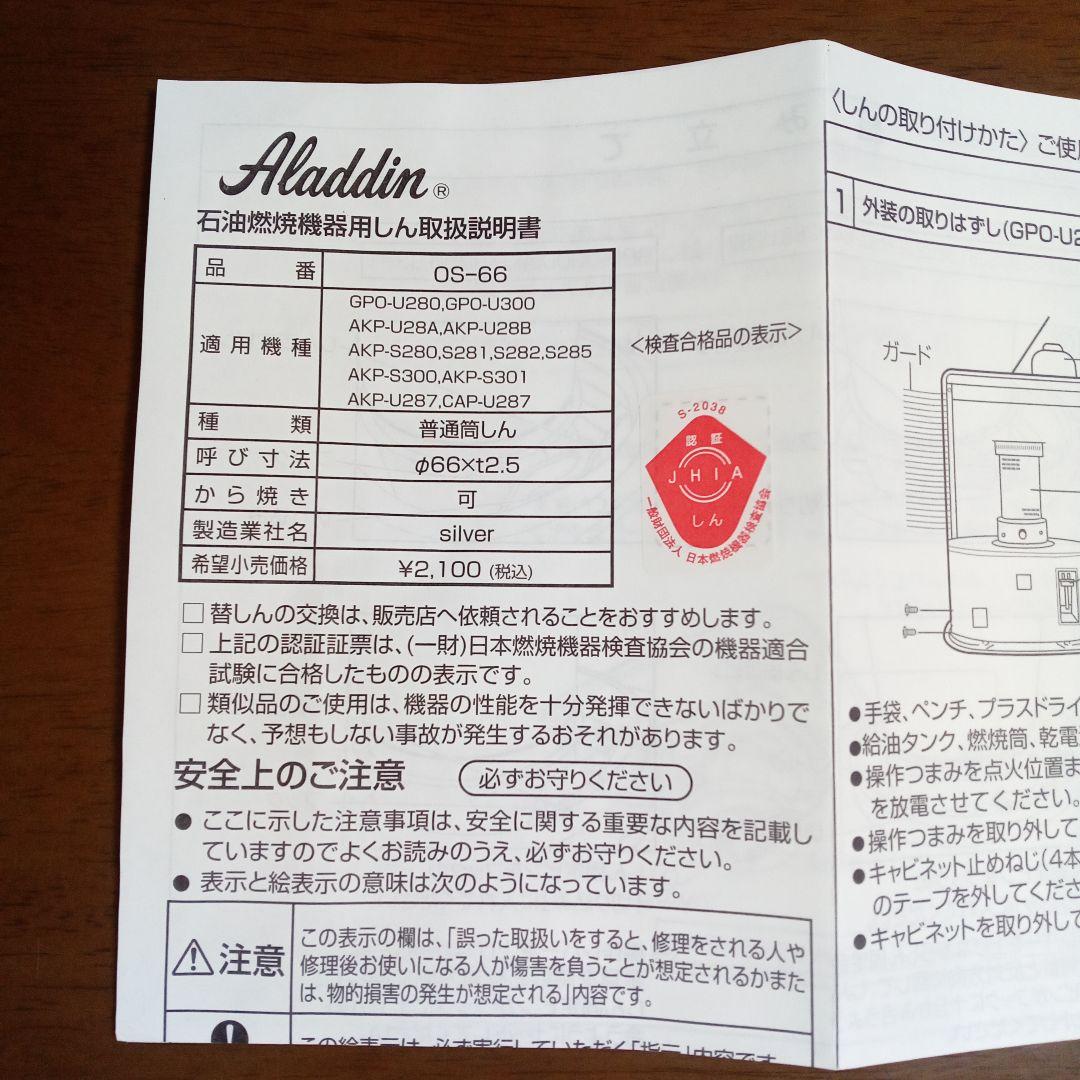 Aladdin®
石油燃焼機器用しん取扱説明書
品番 OS-66
適用機種 GPO-U280,GPO-U300
AKP-U28A,AKP-U28B
AKP-S280,S281,S282,S285
AKP-S300,AKP-S301
AKP-U287,CAP-U287
種類 普通筒しん
呼び寸法 φ66×t2.5
から焼き 可
製造業社名 silver
希望小売価格 ¥2,100 (税込)
<検査合格品の表示>
S-2038
認証
JHIA
しん
一般財団法人 日本燃焼機器検査協会
□ 替しんの交換は、販売店へ依頼されることをおすすめします。
□ 上記の認証証票は、(一財)日本燃焼機器検査協会の機器適合
試験に合格したものの表示です。
□ 類似品のご使用は、機器の性能を十分発揮できないばかりで
なく、予想もしない事故が発生するおそれがあります。
安全上のご注意 必ずお守りください
● ここに示した注意事項は、安全に関する重要な内容を記載し
ていますのでよくお読みのうえ、必ずお守りください。
● 表示と絵表示の意味は次のようになっています。
⚠注意 この表示の欄は、「誤った取扱いをすると、修理をされる人や
修理後お使いになる人が傷害を負うことが想定されるかまた
は、物的損害の発生が想定される」内容です。
この絵表示は、必ず実行していただく「指示」内容です
〈しんの取り付けかた〉ご使
1 外装の取りはずし(GPO-U2
ガード
●手袋、ペンチ、プラスドライ
●給油タンク、燃焼筒、乾電
●操作つまみを点火位置ま
を放電させてください。
●操作つまみを取り外して
●キャビネット止めねじ(4本
のテープを外してくださ
●キャビネットを取り外して